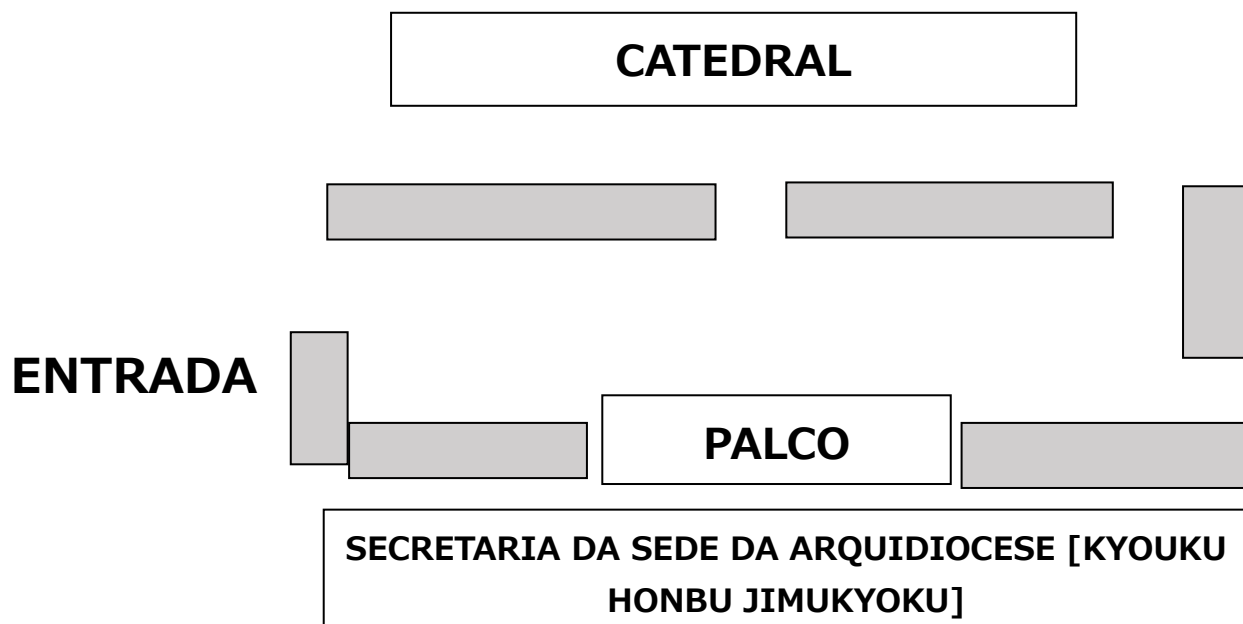 CATEDRAL
ENTRADA
PALCO
SECRETARIA DA SEDE DA ARQUIDIOCESE [KYOUKU
HONBU JIMUKYOKU]